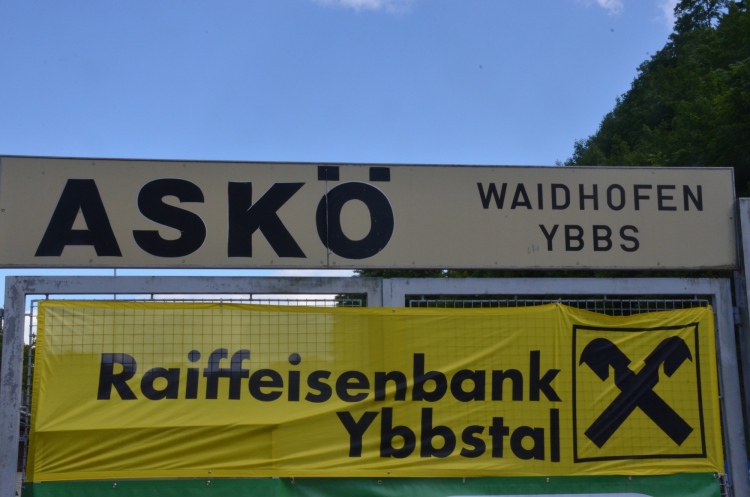 ASKÖ WAIDHOFEN
YBBS
Raiffeisenbank
Ybbstal